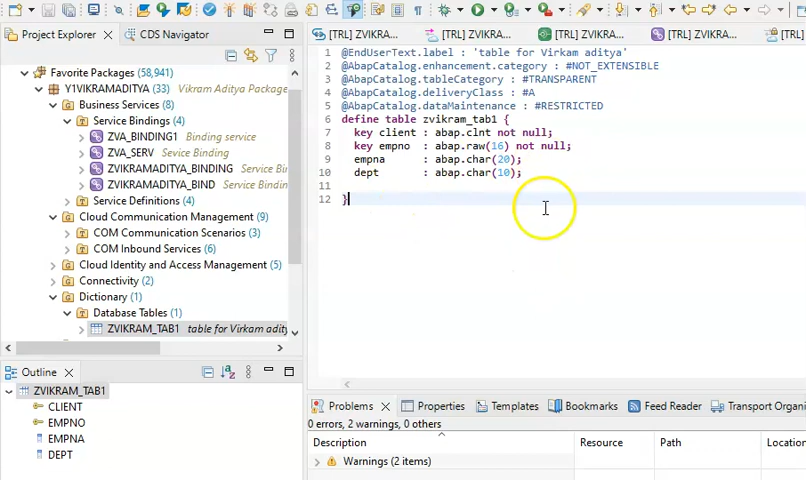 Project Explorer
CDS Navigator
Favorite Packages (58,941)
Y1VIKRAMADITYA (33) Vikram Aditya Package
Business Services (8)
Service Bindings (4)
ZVA_BINDING1 Binding service
ZVA_SERV Sevice Binding
ZVIKRAMADITYA_BINDING Sevice Binding
ZVIKRAMADITYA_BIND Service Bindin
Service Definitions (4)
Cloud Communication Management (9)
COM Communication Scenarios (3)
COM Inbound Services (6)
Cloud Identity and Access Management (5)
Connectivity (2)
Dictionary (1)
Database Tables (1)
ZVIKRAM_TAB1 table for Virkam adity
Outline
ZVIKRAM_TAB1
CLIENT
EMPNO
EMPNA
DEPT
[TRL] ZVIKRA
[TRL] ZVIKRAM
[TRL] ZVIKRAM
[TRL] ZVIKRAM
[TRL]
1 @EndUserText.label : 'table for Virkam aditya'
2 @AbapCatalog.enhancement.category : #NOT_EXTENSIBLE
3 @AbapCatalog.tableCategory : #TRANSPARENT
4 @AbapCatalog.deliveryClass : #A
5 @AbapCatalog.dataMaintenance : #RESTRICTED
6 define table zvikram_tab1 {
7 key client : abap.clnt not null;
8 key empno : abap.raw(16) not null;
9 empna : abap.char(20);
10 dept : abap.char(10);
11
12 }
Problems
Properties
Templates
Bookmarks
Feed Reader
Transport Organi
0 errors, 2 warnings, 0 others
Description Resource Path Location
Warnings (2 items)